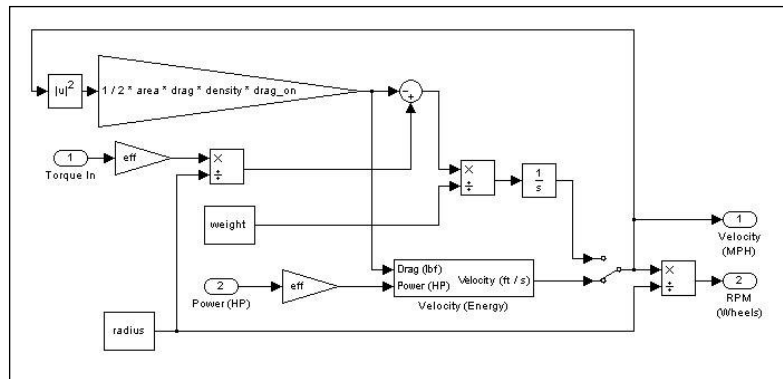 |u|²
1 / 2 * area * drag * density * drag_on
−
+
1
Torque In
eff
×
÷
×
÷
1
s
weight
1
Velocity
(MPH)
Drag (lbf)
Power (HP)
Velocity (ft / s)
Velocity (Energy)
2
Power (HP)
eff
×
÷
2
RPM
(Wheels)
radius